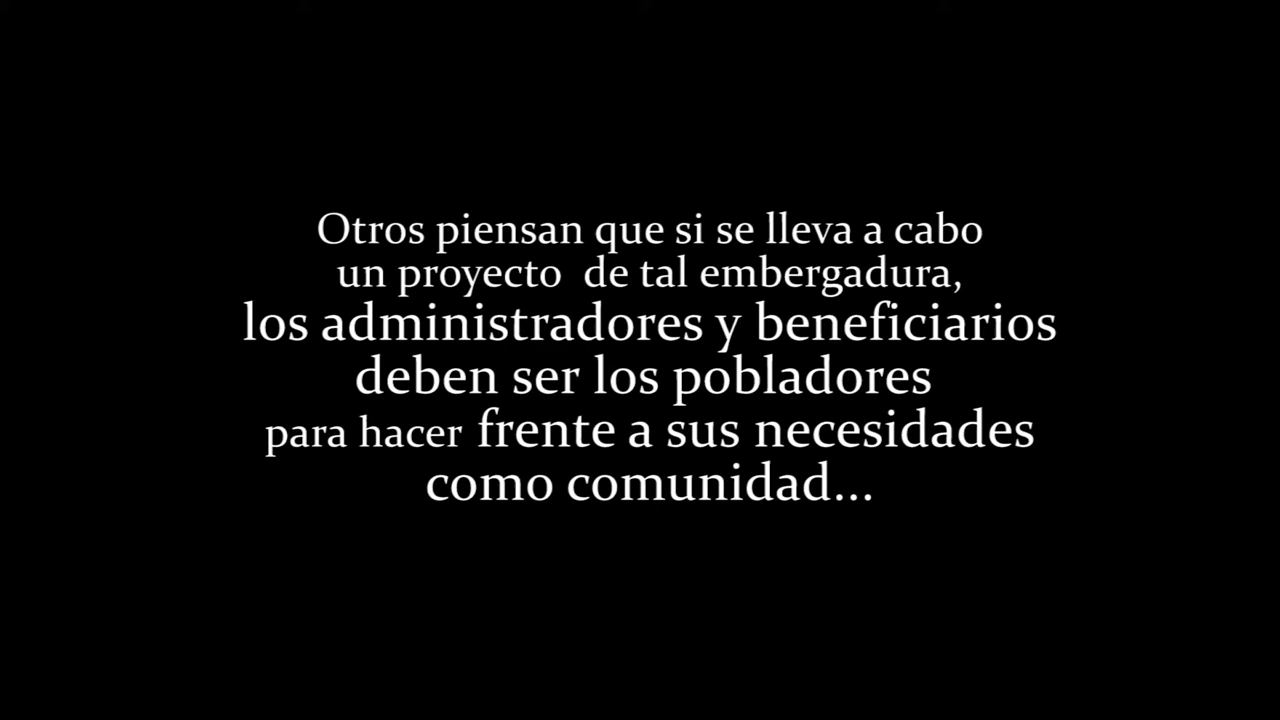 Otros piensan que si se lleva a cabo
un proyecto de tal embergadura,
los administradores y beneficiarios
deben ser los pobladores
para hacer frente a sus necesidades
como comunidad...